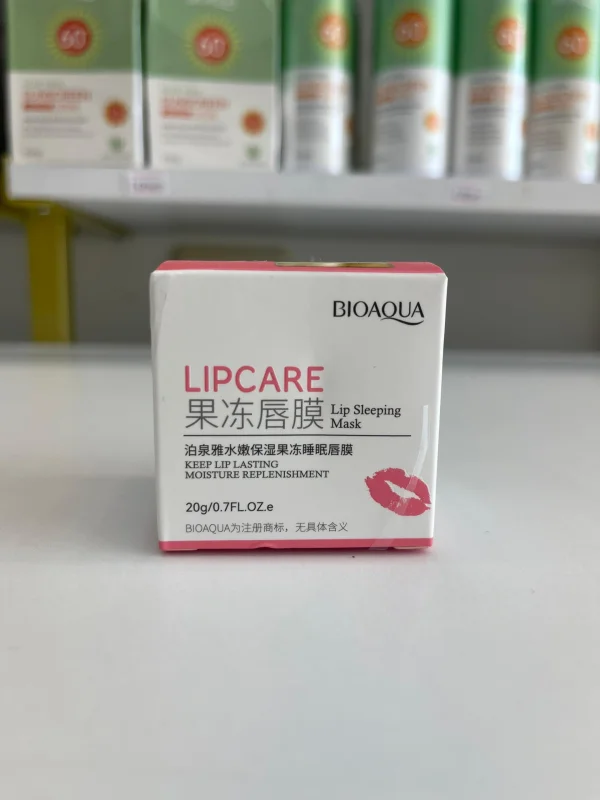 BIOAQUA
LIPCARE
果冻唇膜 Lip Sleeping
Mask
泊泉雅水嫩保湿果冻睡眠唇膜
KEEP LIP LASTING
MOISTURE REPLENISHMENT
20g/0.7FL.OZ.e
BIOAQUA为注册商标，无具体含义